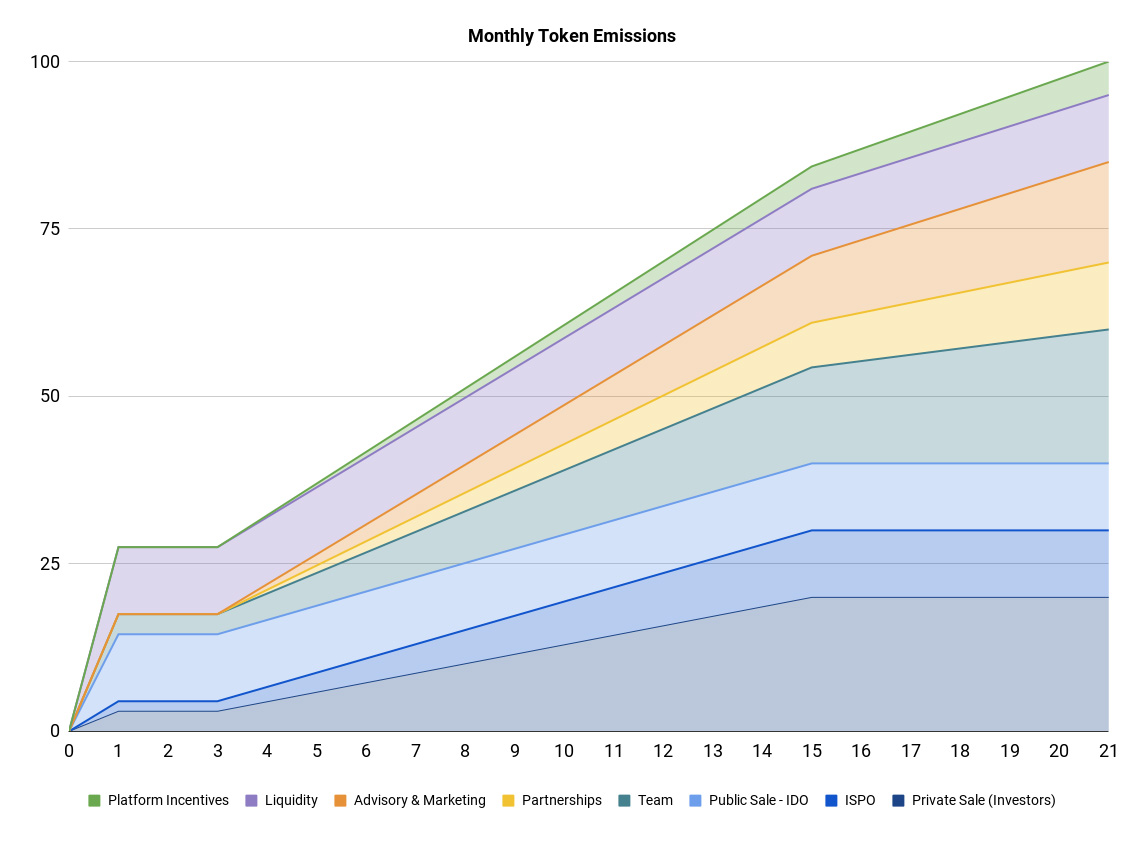 Monthly Token Emissions
100
75
50
25
0
0 1 2 3 4 5 6 7 8 9 10 11 12 13 14 15 16 17 18 19 20 21
Platform Incentives Liquidity Advisory & Marketing Partnerships Team Public Sale - IDO ISPO Private Sale (Investors)